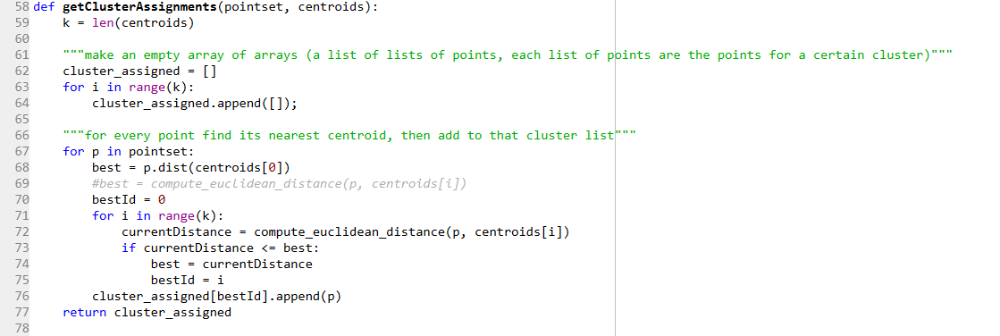 58 def getClusterAssignments(pointset, centroids):
59     k = len(centroids)
60
61     """make an empty array of arrays (a list of lists of points, each list of points are the points for a certain cluster)"""
62     cluster_assigned = []
63     for i in range(k):
64         cluster_assigned.append([]);
65
66     """for every point find its nearest centroid, then add to that cluster list"""
67     for p in pointset:
68         best = p.dist(centroids[0])
69         #best = compute_euclidean_distance(p, centroids[i])
70         bestId = 0
71         for i in range(k):
72             currentDistance = compute_euclidean_distance(p, centroids[i])
73             if currentDistance <= best:
74                 best = currentDistance
75                 bestId = i
76         cluster_assigned[bestId].append(p)
77     return cluster_assigned
78